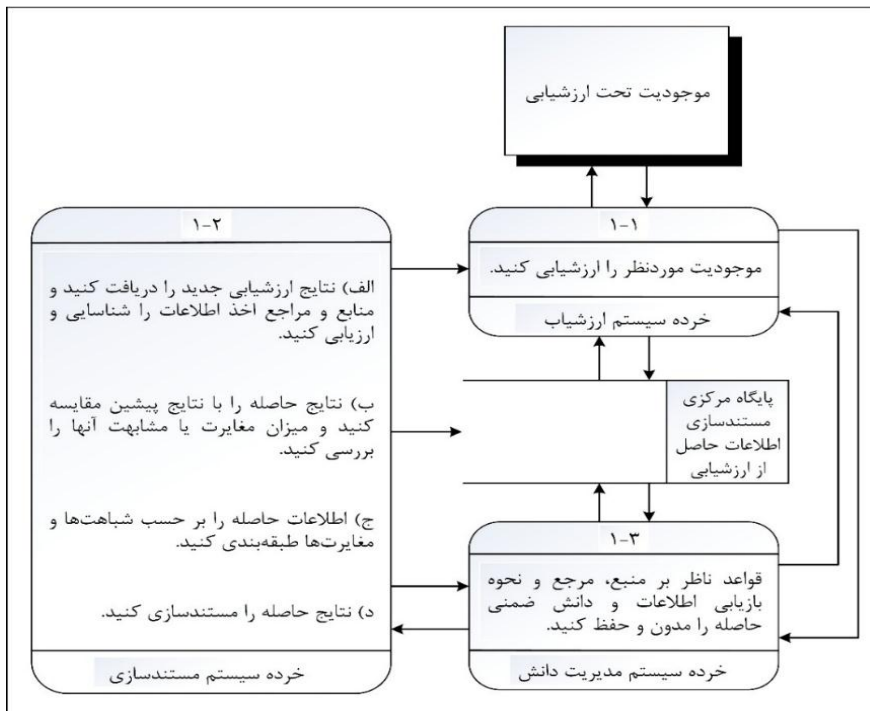 موجودیت تحت ارزشیابی
۱-۱
موجودیت موردنظر را ارزشیابی کنید.
خرده سیستم ارزشیاب
۱-۲
الف) نتایج ارزشیابی جدید را دریافت کنید و
منابع و مراجع اخذ اطلاعات را شناسایی و
ارزیابی کنید.
ب) نتایج حاصله را با نتایج پیشین مقایسه
کنید و میزان مغایرت یا مشابهت آنها را
بررسی کنید.
ج) اطلاعات حاصله را بر حسب شباهت‌ها و
مغایرت‌ها طبقه‌بندی کنید.
د) نتایج حاصله را مستندسازی کنید.
خرده سیستم مستندسازی
پایگاه مرکزی
مستندسازی
اطلاعات حاصل
از ارزشیابی
۱-۳
قواعد ناظر بر منبع، مرجع و نحوه
بازیابی اطلاعات و دانش ضمنی
حاصله را مدون و حفظ کنید.
خرده سیستم مدیریت دانش